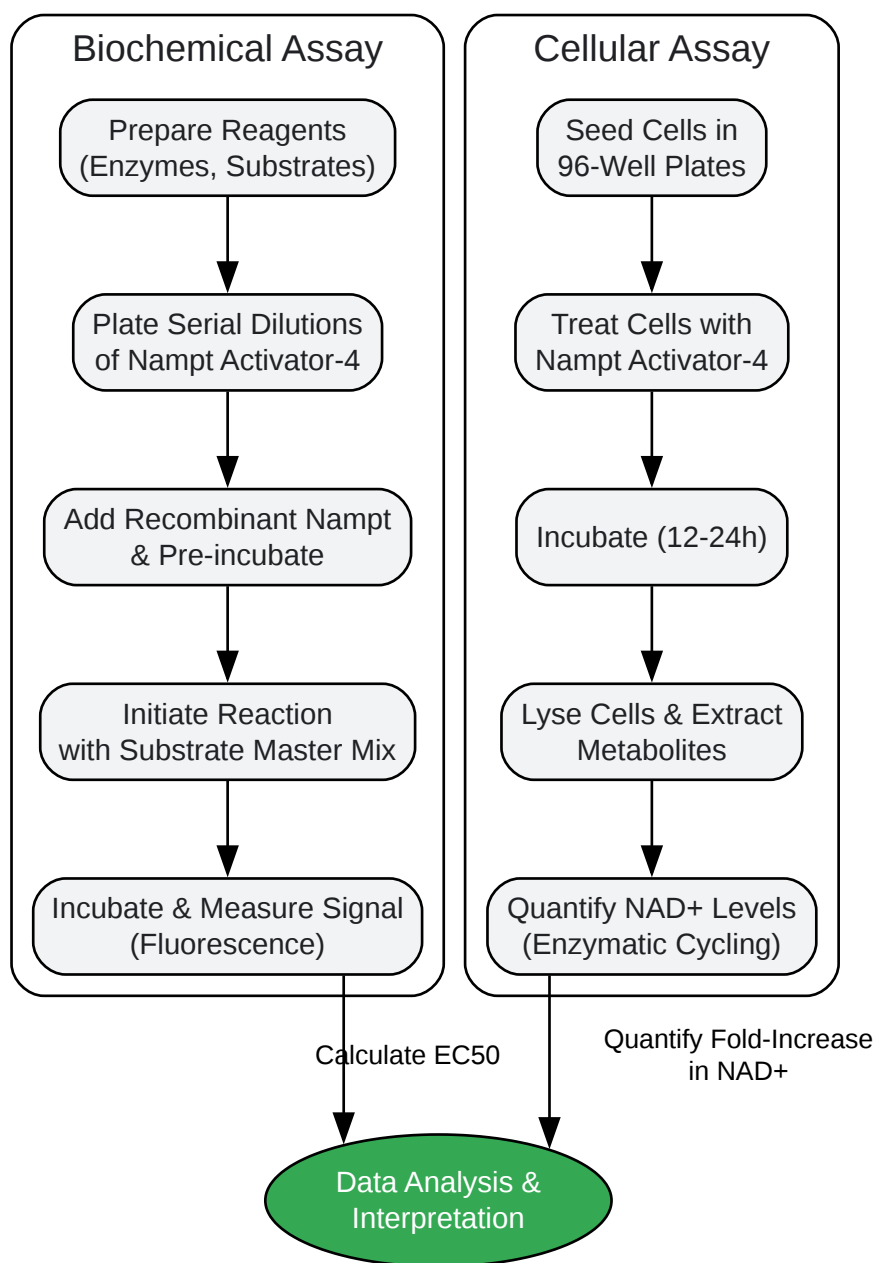 Biochemical Assay
Prepare Reagents
(Enzymes, Substrates)
Plate Serial Dilutions
of Nampt Activator-4
Add Recombinant Nampt
& Pre-incubate
Initiate Reaction
with Substrate Master Mix
Incubate & Measure Signal
(Fluorescence)
Cellular Assay
Seed Cells in
96-Well Plates
Treat Cells with
Nampt Activator-4
Incubate (12-24h)
Lyse Cells & Extract
Metabolites
Quantify NAD+ Levels
(Enzymatic Cycling)
Calculate EC50
Quantify Fold-Increase
in NAD+
Data Analysis &
Interpretation